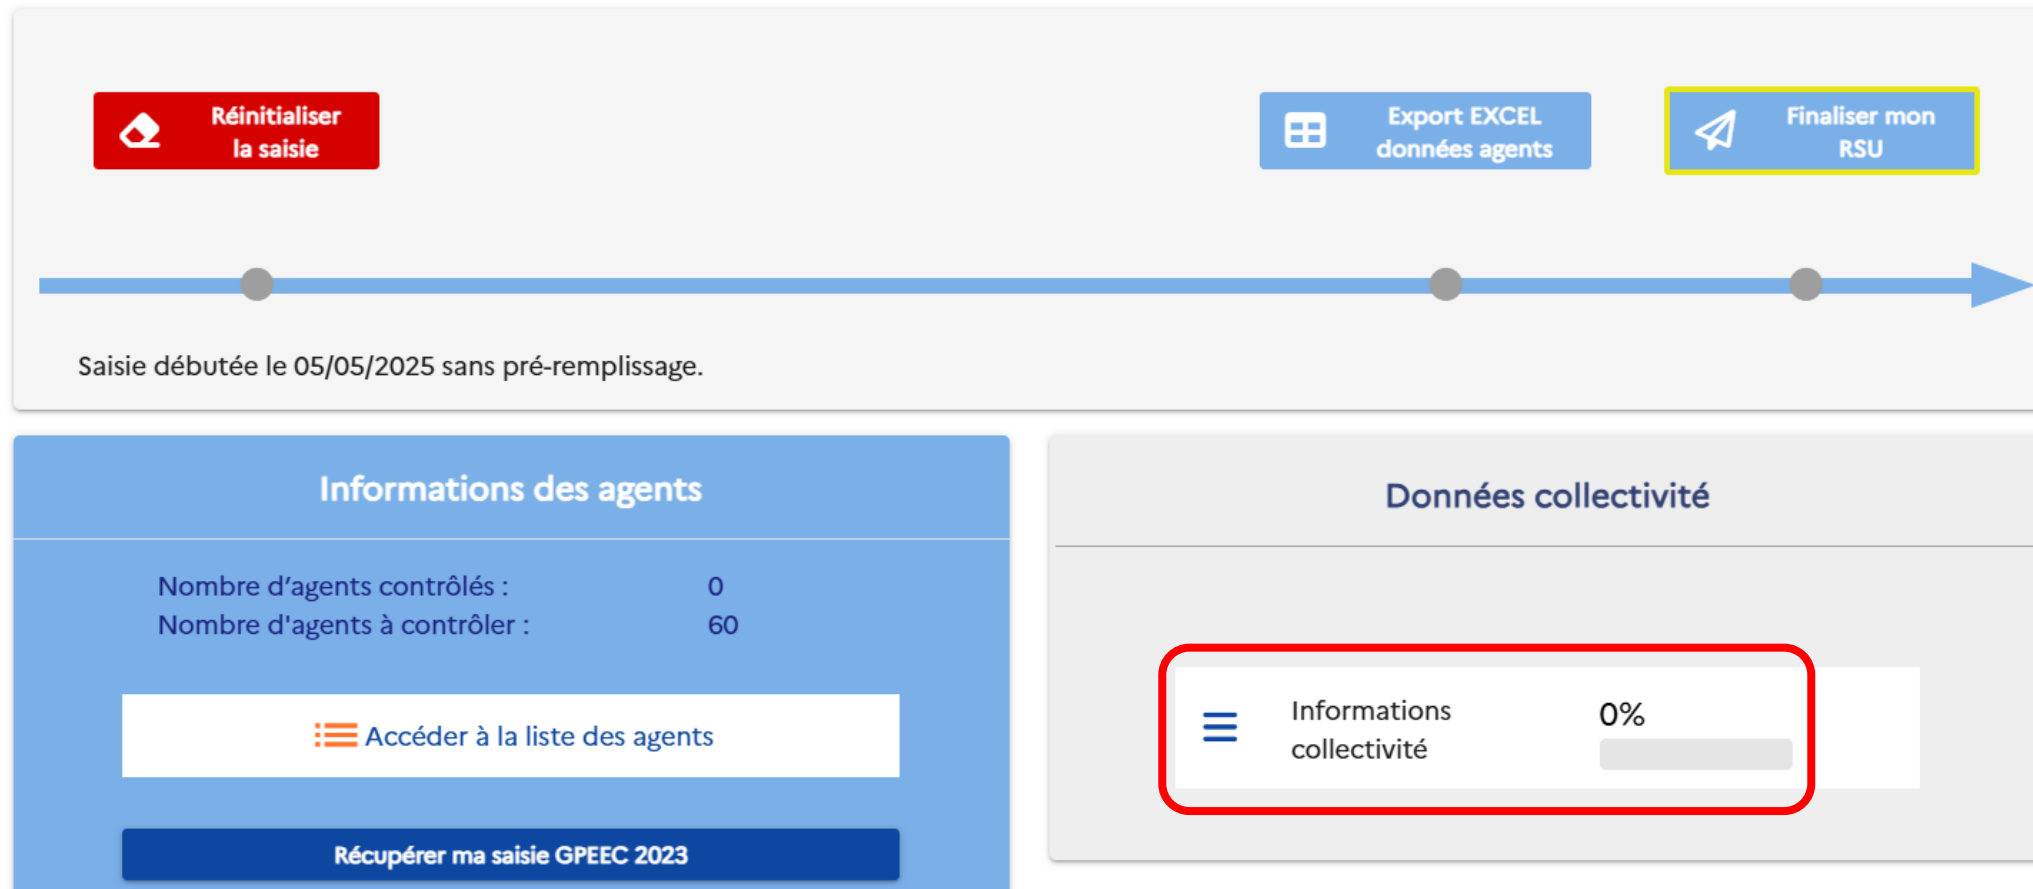 Réinitialiser
la saisie
Export EXCEL
données agents
Finaliser mon
RSU
Saisie débutée le 05/05/2025 sans pré-remplissage.
Informations des agents
Nombre d’agents contrôlés : 0
Nombre d'agents à contrôler : 60
Accéder à la liste des agents
Récupérer ma saisie GPEEC 2023
Données collectivité
Informations
collectivité
0%